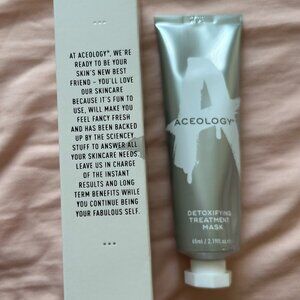 AT ACEOLOGY®, WE'RE
READY TO BE YOUR
SKIN'S NEW BEST
FRIEND - YOU'LL LOVE
OUR SKINCARE
BECAUSE IT'S FUN TO
USE, WILL MAKE YOU
FEEL FANCY FRESH
AND HAS BEEN BACKED
UP BY THE SCIENCEY
STUFF TO ANSWER ALL
YOUR SKINCARE NEEDS.
LEAVE US IN CHARGE
OF THE INSTANT
RESULTS AND LONG
TERM BENEFITS WHILE
YOU CONTINUE BEING
YOUR FABULOUS SELF.
A
ACEOLOGY®
DETOXIFYING
TREATMENT
MASK
65ml / 2.19fl.oz